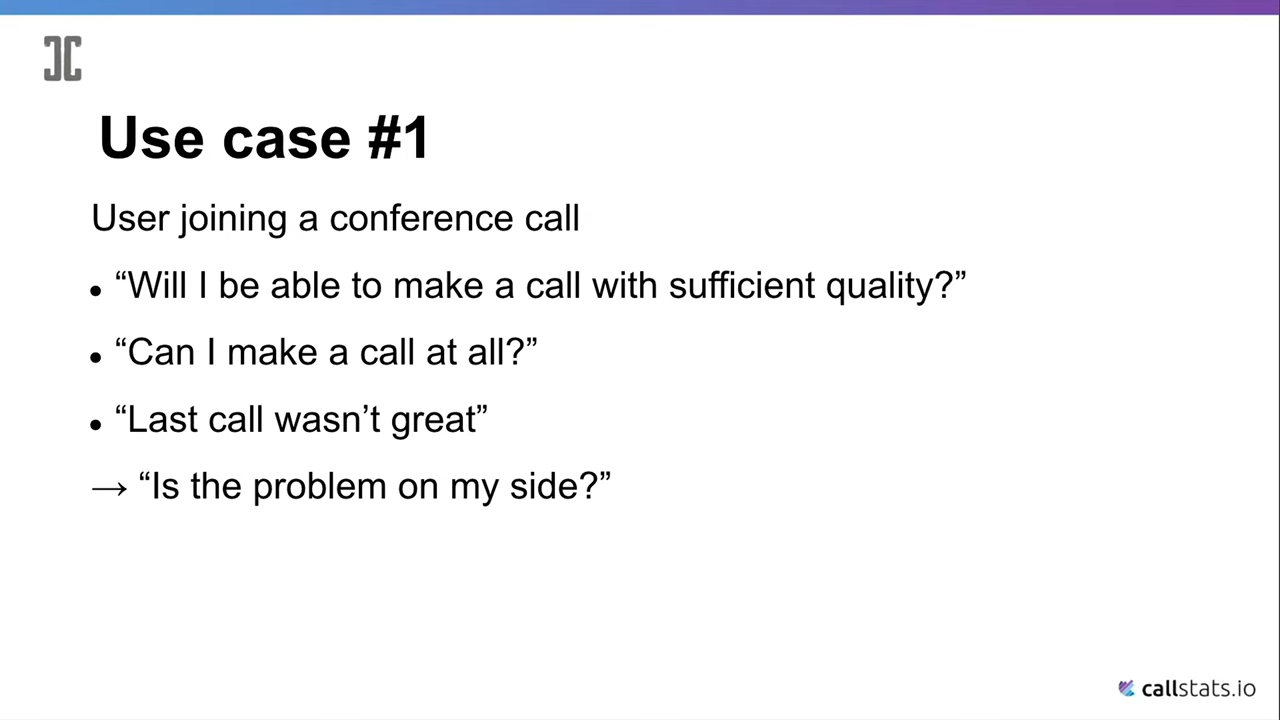 Use case #1
User joining a conference call
• “Will I be able to make a call with sufficient quality?”
• “Can I make a call at all?”
• “Last call wasn’t great”
→ “Is the problem on my side?”
callstats.io